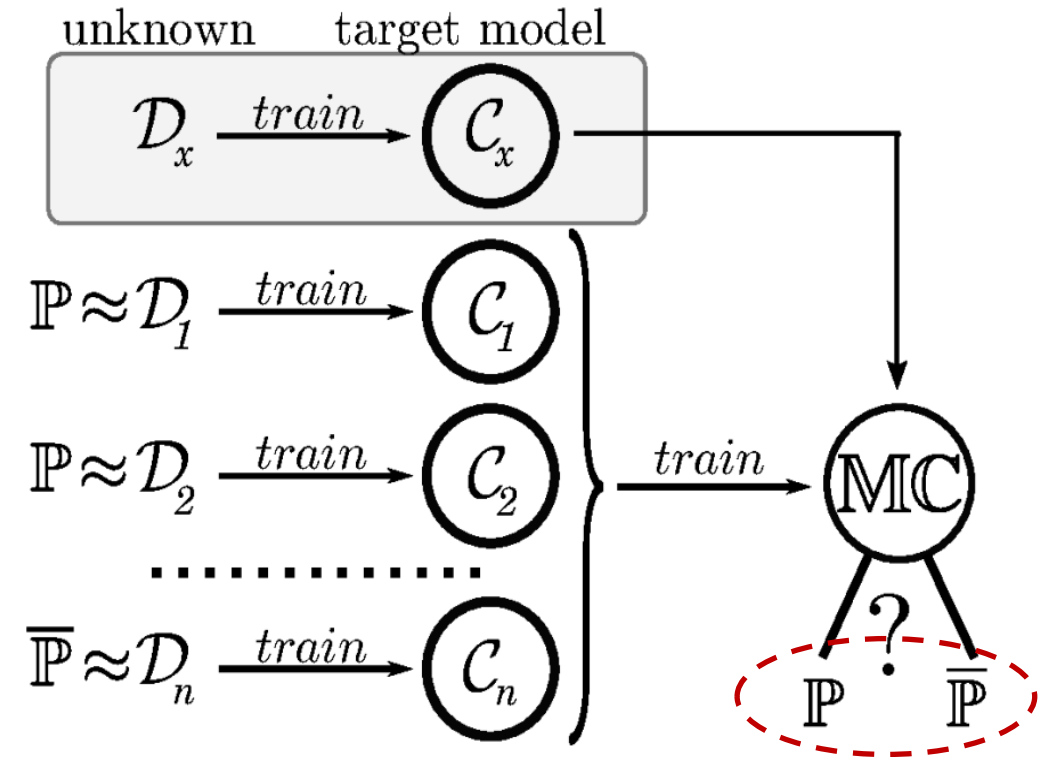 unknown target model
𝒟ₓ train 𝒞ₓ
ℙ≈𝒟₁ train 𝒞₁
ℙ≈𝒟₂ train 𝒞₂
train 𝕄ℂ
ℙ̅≈𝒟ₙ train 𝒞ₙ
?
ℙ ℙ̅